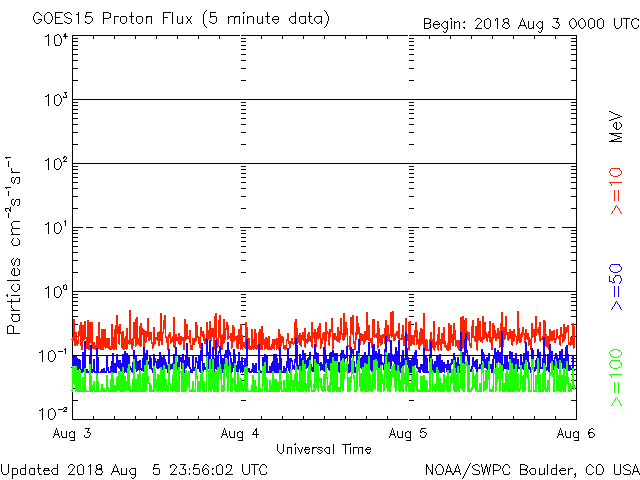 GOES15 Proton Flux (5 minute data)
Begin: 2018 Aug 3 0000 UTC
10⁴
10³
10²
10¹
10⁰
10⁻¹
10⁻²
Particles cm⁻²s⁻¹sr⁻¹
MeV
>=10
>=50
>=100
Aug 3
Aug 4
Aug 5
Aug 6
Universal Time
Updated 2018 Aug 5 23:56:02 UTC
NOAA/SWPC Boulder, CO USA